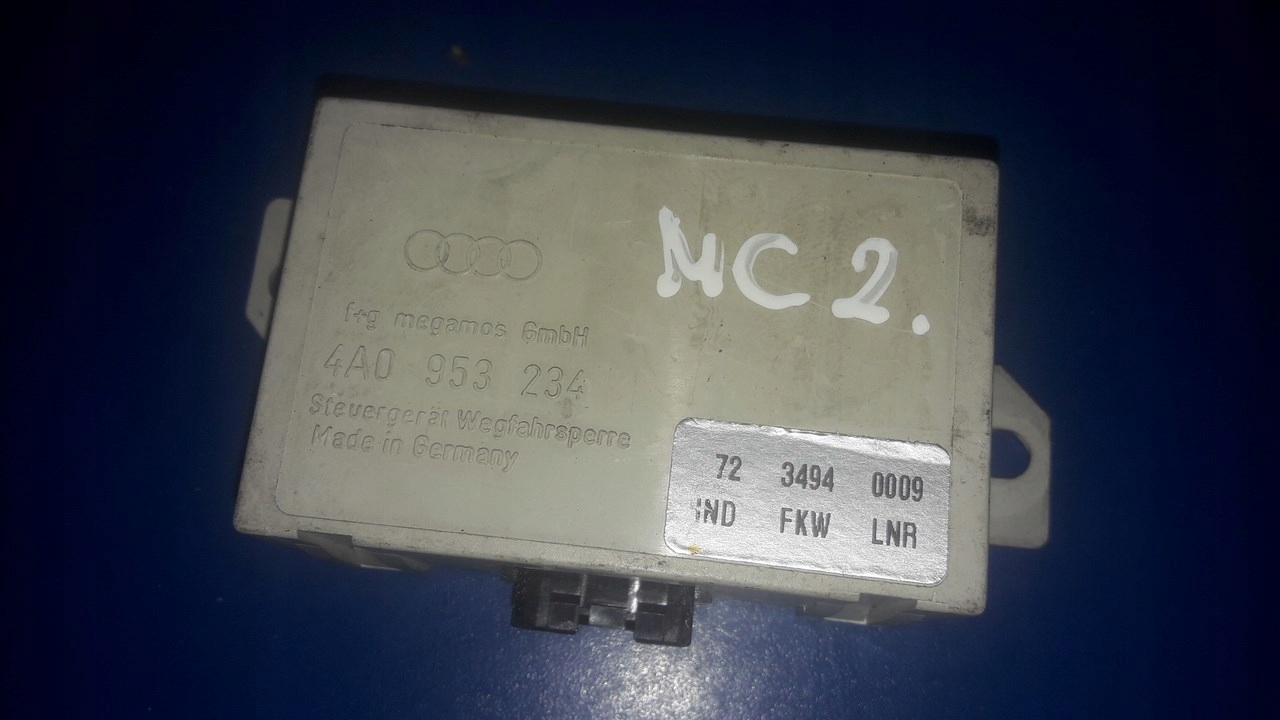 MC 2.
f+g megamos GmbH
4A0 953 234
Steuergerät Wegfahrsperre
Made in Germany
72 3494 0009
IND FKW LNR